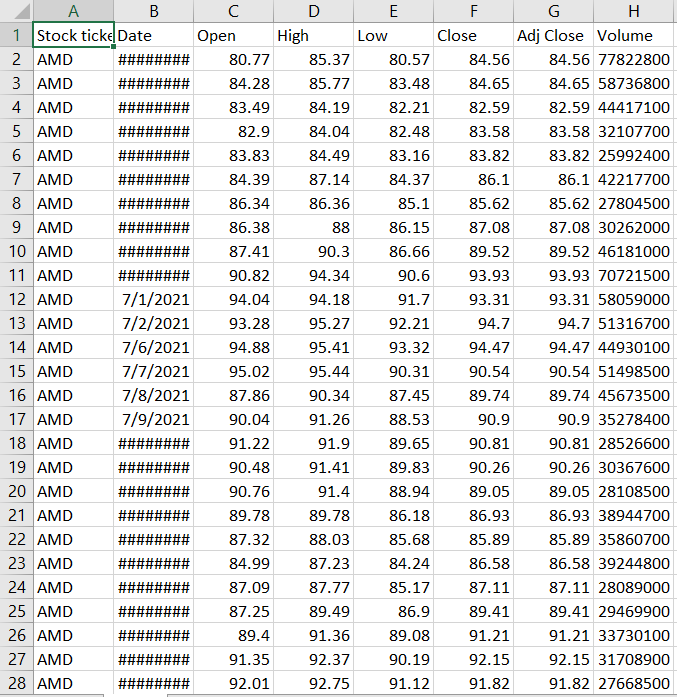 A B C D E F G H
1 Stock ticke Date Open High Low Close Adj Close Volume
2 AMD ######## 80.77 85.37 80.57 84.56 84.56 77822800
3 AMD ######## 84.28 85.77 83.48 84.65 84.65 58736800
4 AMD ######## 83.49 84.19 82.21 82.59 82.59 44417100
5 AMD ######## 82.9 84.04 82.48 83.58 83.58 32107700
6 AMD ######## 83.83 84.49 83.16 83.82 83.82 25992400
7 AMD ######## 84.39 87.14 84.37 86.1 86.1 42217700
8 AMD ######## 86.34 86.36 85.1 85.62 85.62 27804500
9 AMD ######## 86.38 88 86.15 87.08 87.08 30262000
10 AMD ######## 87.41 90.3 86.66 89.52 89.52 46181000
11 AMD ######## 90.82 94.34 90.6 93.93 93.93 70721500
12 AMD 7/1/2021 94.04 94.18 91.7 93.31 93.31 58059000
13 AMD 7/2/2021 93.28 95.27 92.21 94.7 94.7 51316700
14 AMD 7/6/2021 94.88 95.41 93.32 94.47 94.47 44930100
15 AMD 7/7/2021 95.02 95.44 90.31 90.54 90.54 51498500
16 AMD 7/8/2021 87.86 90.34 87.45 89.74 89.74 45673500
17 AMD 7/9/2021 90.04 91.26 88.53 90.9 90.9 35278400
18 AMD ######## 91.22 91.9 89.65 90.81 90.81 28526600
19 AMD ######## 90.48 91.41 89.83 90.26 90.26 30367600
20 AMD ######## 90.76 91.4 88.94 89.05 89.05 28108500
21 AMD ######## 89.78 89.78 86.18 86.93 86.93 38944700
22 AMD ######## 87.32 88.03 85.68 85.89 85.89 35860700
23 AMD ######## 84.99 87.23 84.24 86.58 86.58 39244800
24 AMD ######## 87.09 87.77 85.17 87.11 87.11 28089000
25 AMD ######## 87.25 89.49 86.9 89.41 89.41 29469900
26 AMD ######## 89.4 91.36 89.08 91.21 91.21 33730100
27 AMD ######## 91.35 92.37 90.19 92.15 92.15 31708900
28 AMD ######## 92.01 92.75 91.12 91.82 91.82 27668500